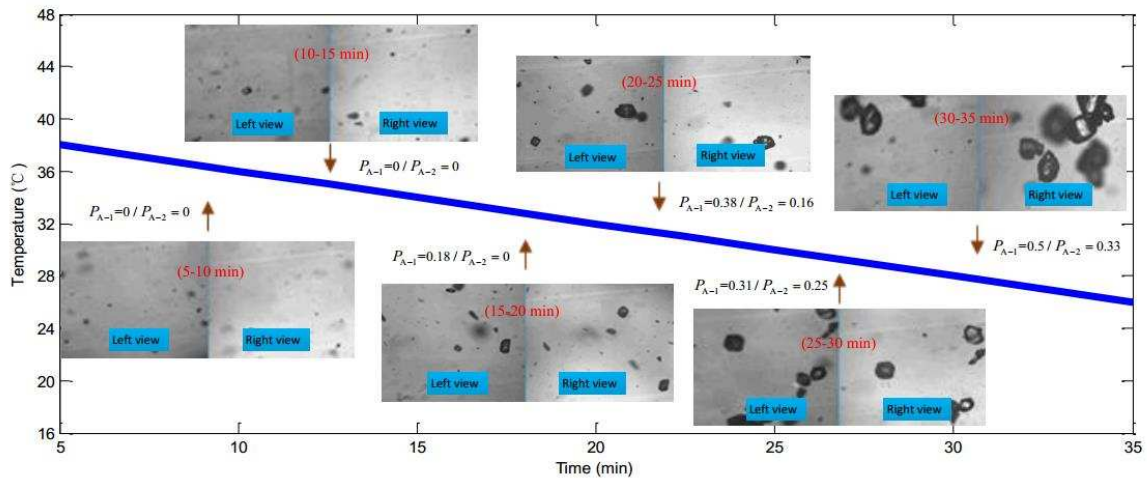 48
44
40
36
32
28
24
20
16
Temperature (℃)
5
10
15
20
25
30
35
Time (min)
(10-15 min)
Left view
Right view
P_A-1=0 / P_A-2 = 0
(20-25 min)
Left view
Right view
P_A-1=0.38 / P_A-2 = 0.16
(30-35 min)
Left view
Right view
P_A-1=0.5 / P_A-2 = 0.33
P_A-1=0 / P_A-2 = 0
(5-10 min)
Left view
Right view
P_A-1=0.18 / P_A-2 = 0
(15-20 min)
Left view
Right view
P_A-1=0.31 / P_A-2 = 0.25
(25-30 min)
Left view
Right view